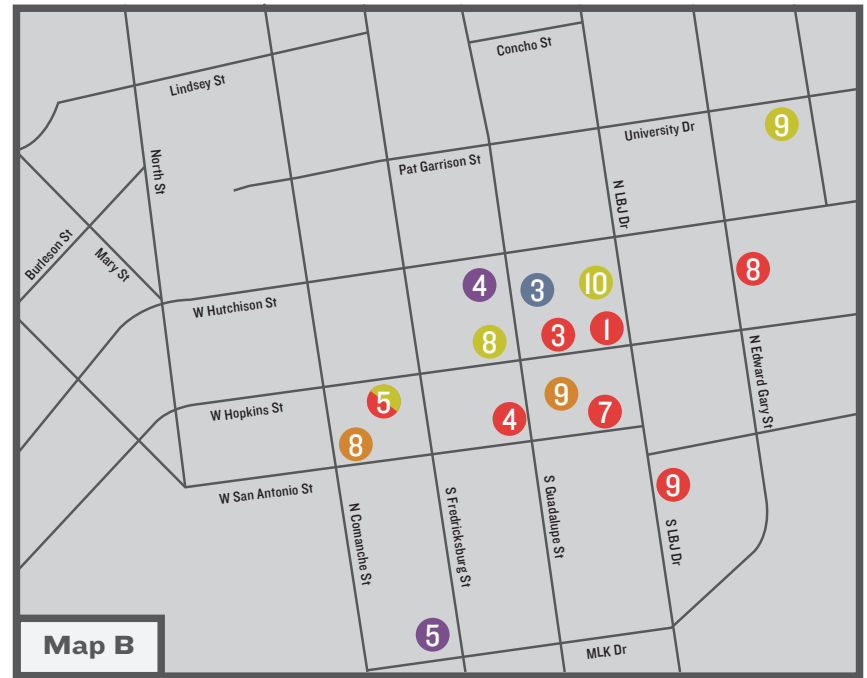 Concho St
Lindsey St
University Dr
9
Pat Garrison St
North St
N LBJ Dr
Burleson St
Mary St
8
4
3
10
W Hutchison St
3
1
8
N Edward Gary St
5
9
W Hopkins St
4
7
8
W San Antonio St
9
N Comanche St
S Fredricksburg St
S Guadalupe St
S LBJ Dr
5
MLK Dr
Map B